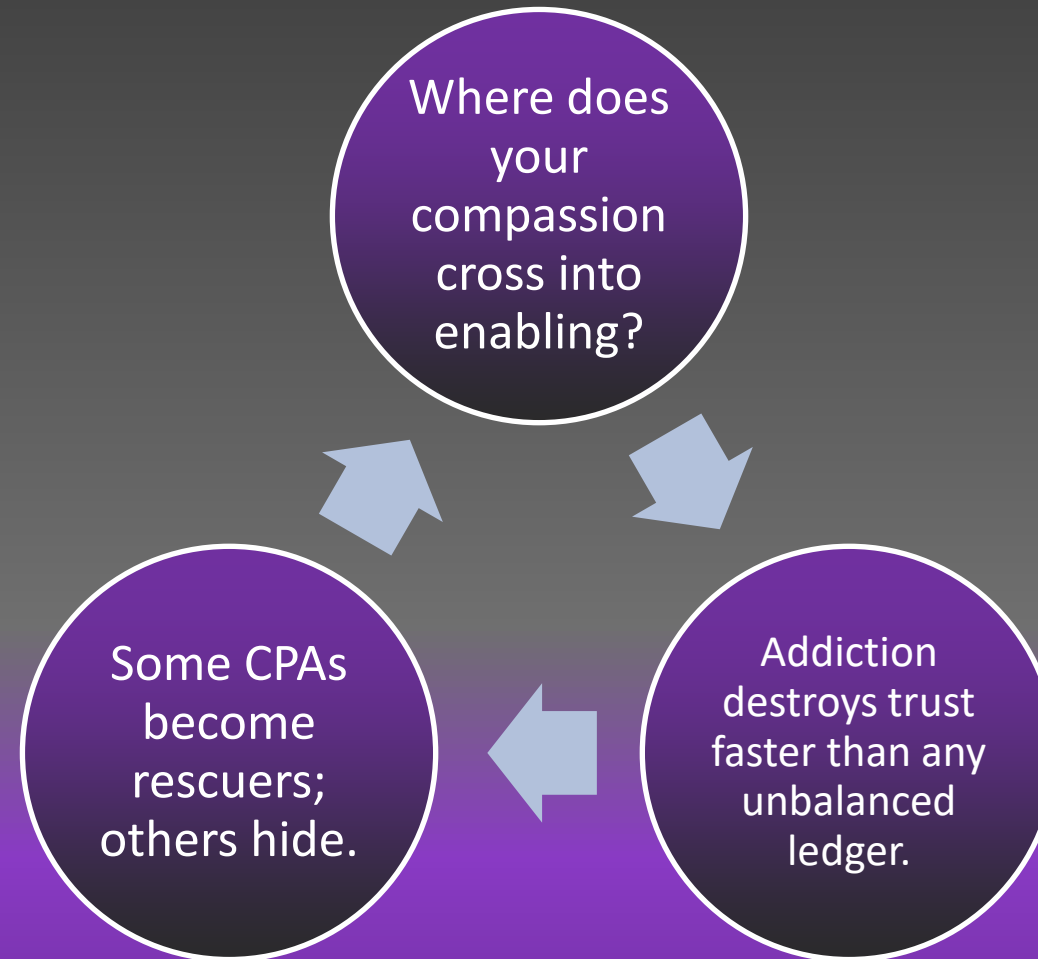 Where does
your
compassion
cross into
enabling?
Addiction
destroys trust
faster than any
unbalanced
ledger.
Some CPAs
become
rescuers;
others hide.